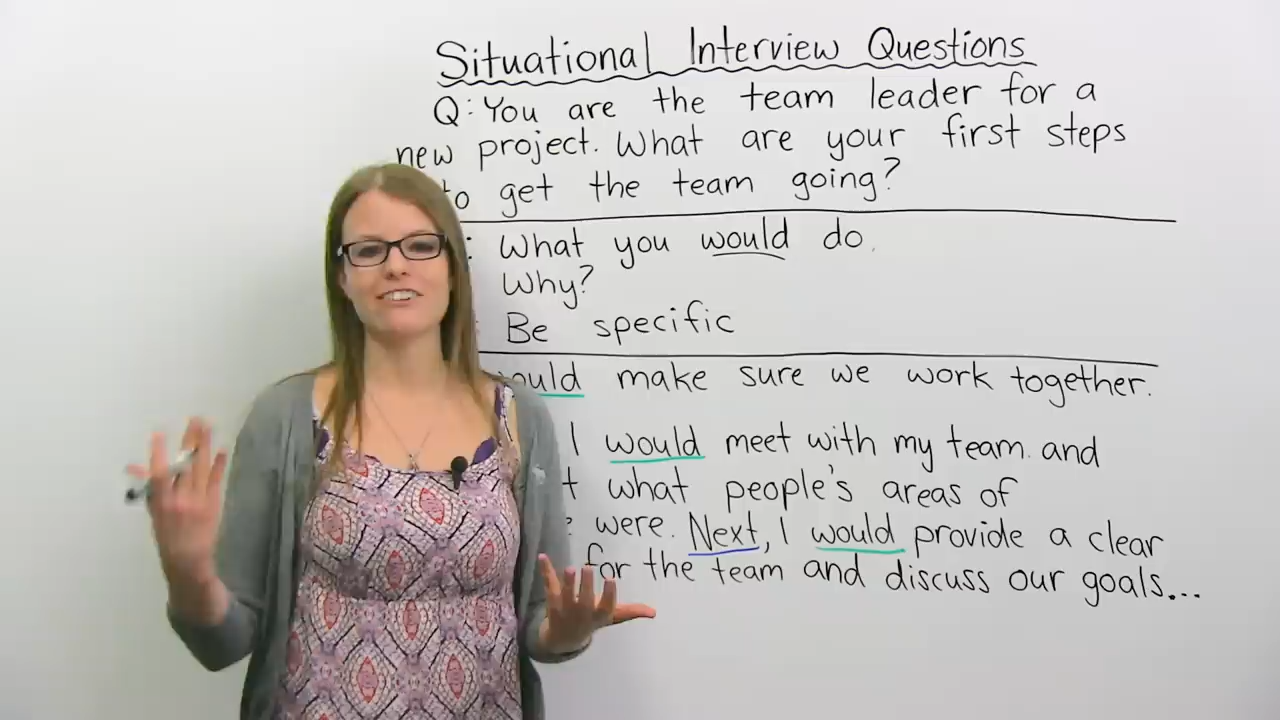 Situational Interview Questions
Q: You are the team leader for a
new project. What are your first steps
to get the team going?
: What you would do.
Why?
: Be specific
ould make sure we work together.
I would meet with my team and
t what people's areas of
were. Next, I would provide a clear
for the team and discuss our goals...